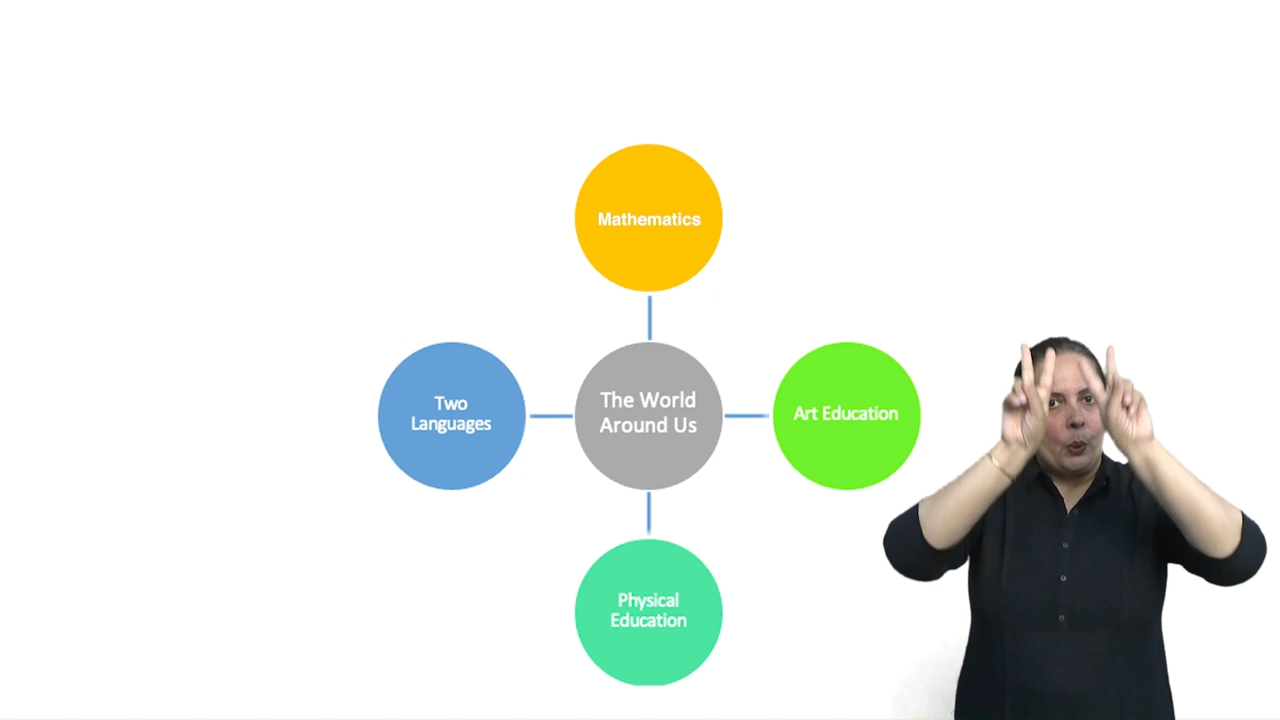 Mathematics
Two
Languages
The World
Around Us
Art Education
Physical
Education